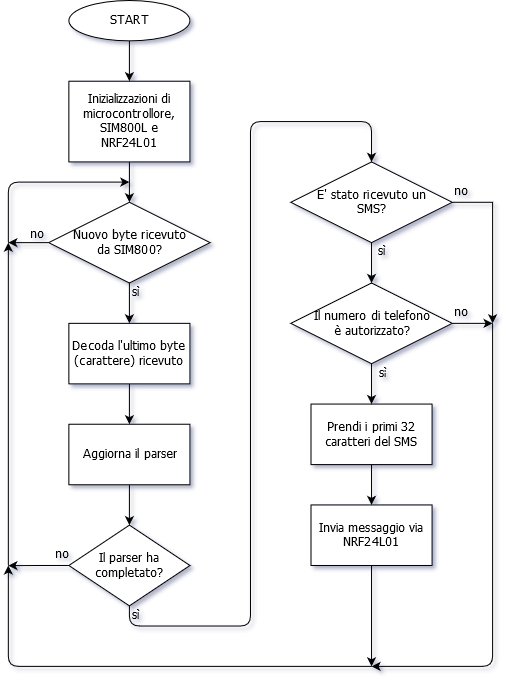 START
Inizializzazioni di
microcontrollore,
SIM800L e
NRF24L01
Nuovo byte ricevuto
da SIM800?
no
sì
Decoda l'ultimo byte
(carattere) ricevuto
Aggiorna il parser
Il parser ha
completato?
no
sì
E' stato ricevuto un
SMS?
no
sì
Il numero di telefono
è autorizzato?
no
sì
Prendi i primi 32
caratteri del SMS
Invia messaggio via
NRF24L01